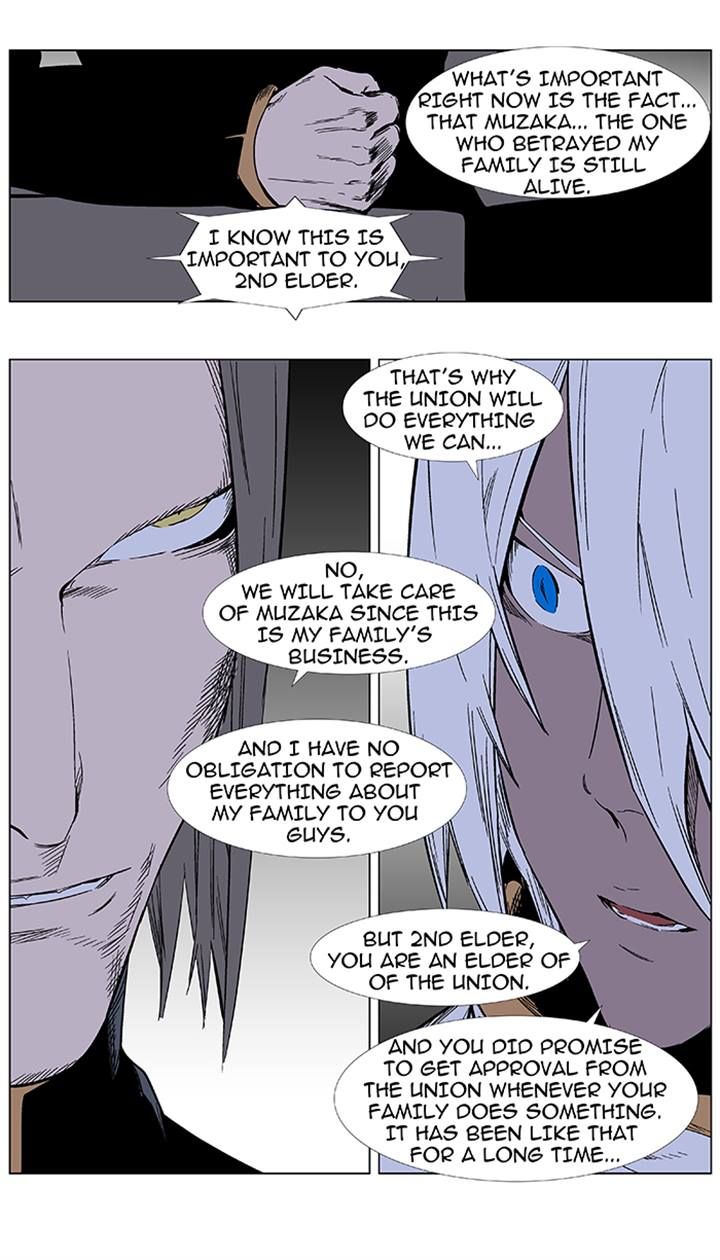 WHAT'S IMPORTANT
RIGHT NOW IS THE FACT...
THAT MUZAKA... THE ONE
WHO BETRAYED MY
FAMILY IS STILL
ALIVE.
I KNOW THIS IS
IMPORTANT TO YOU,
2ND ELDER.
THAT'S WHY
THE UNION WILL
DO EVERYTHING
WE CAN...
NO,
WE WILL TAKE CARE
OF MUZAKA SINCE THIS
IS MY FAMILY'S
BUSINESS.
AND I HAVE NO
OBLIGATION TO REPORT
EVERYTHING ABOUT
MY FAMILY TO YOU
GUYS.
BUT 2ND ELDER,
YOU ARE AN ELDER OF
OF THE UNION.
AND YOU DID PROMISE
TO GET APPROVAL FROM
THE UNION WHENEVER YOUR
FAMILY DOES SOMETHING.
IT HAS BEEN LIKE THAT
FOR A LONG TIME...